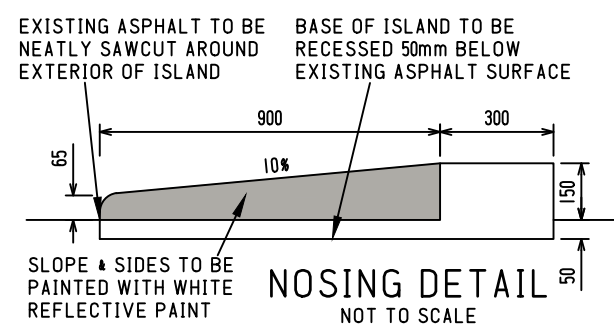 EXISTING ASPHALT TO BE
NEATLY SAWCUT AROUND
EXTERIOR OF ISLAND
BASE OF ISLAND TO BE
RECESSED 50mm BELOW
EXISTING ASPHALT SURFACE
900
300
65
10%
150
50
SLOPE & SIDES TO BE
PAINTED WITH WHITE
REFLECTIVE PAINT
NOSING DETAIL
NOT TO SCALE